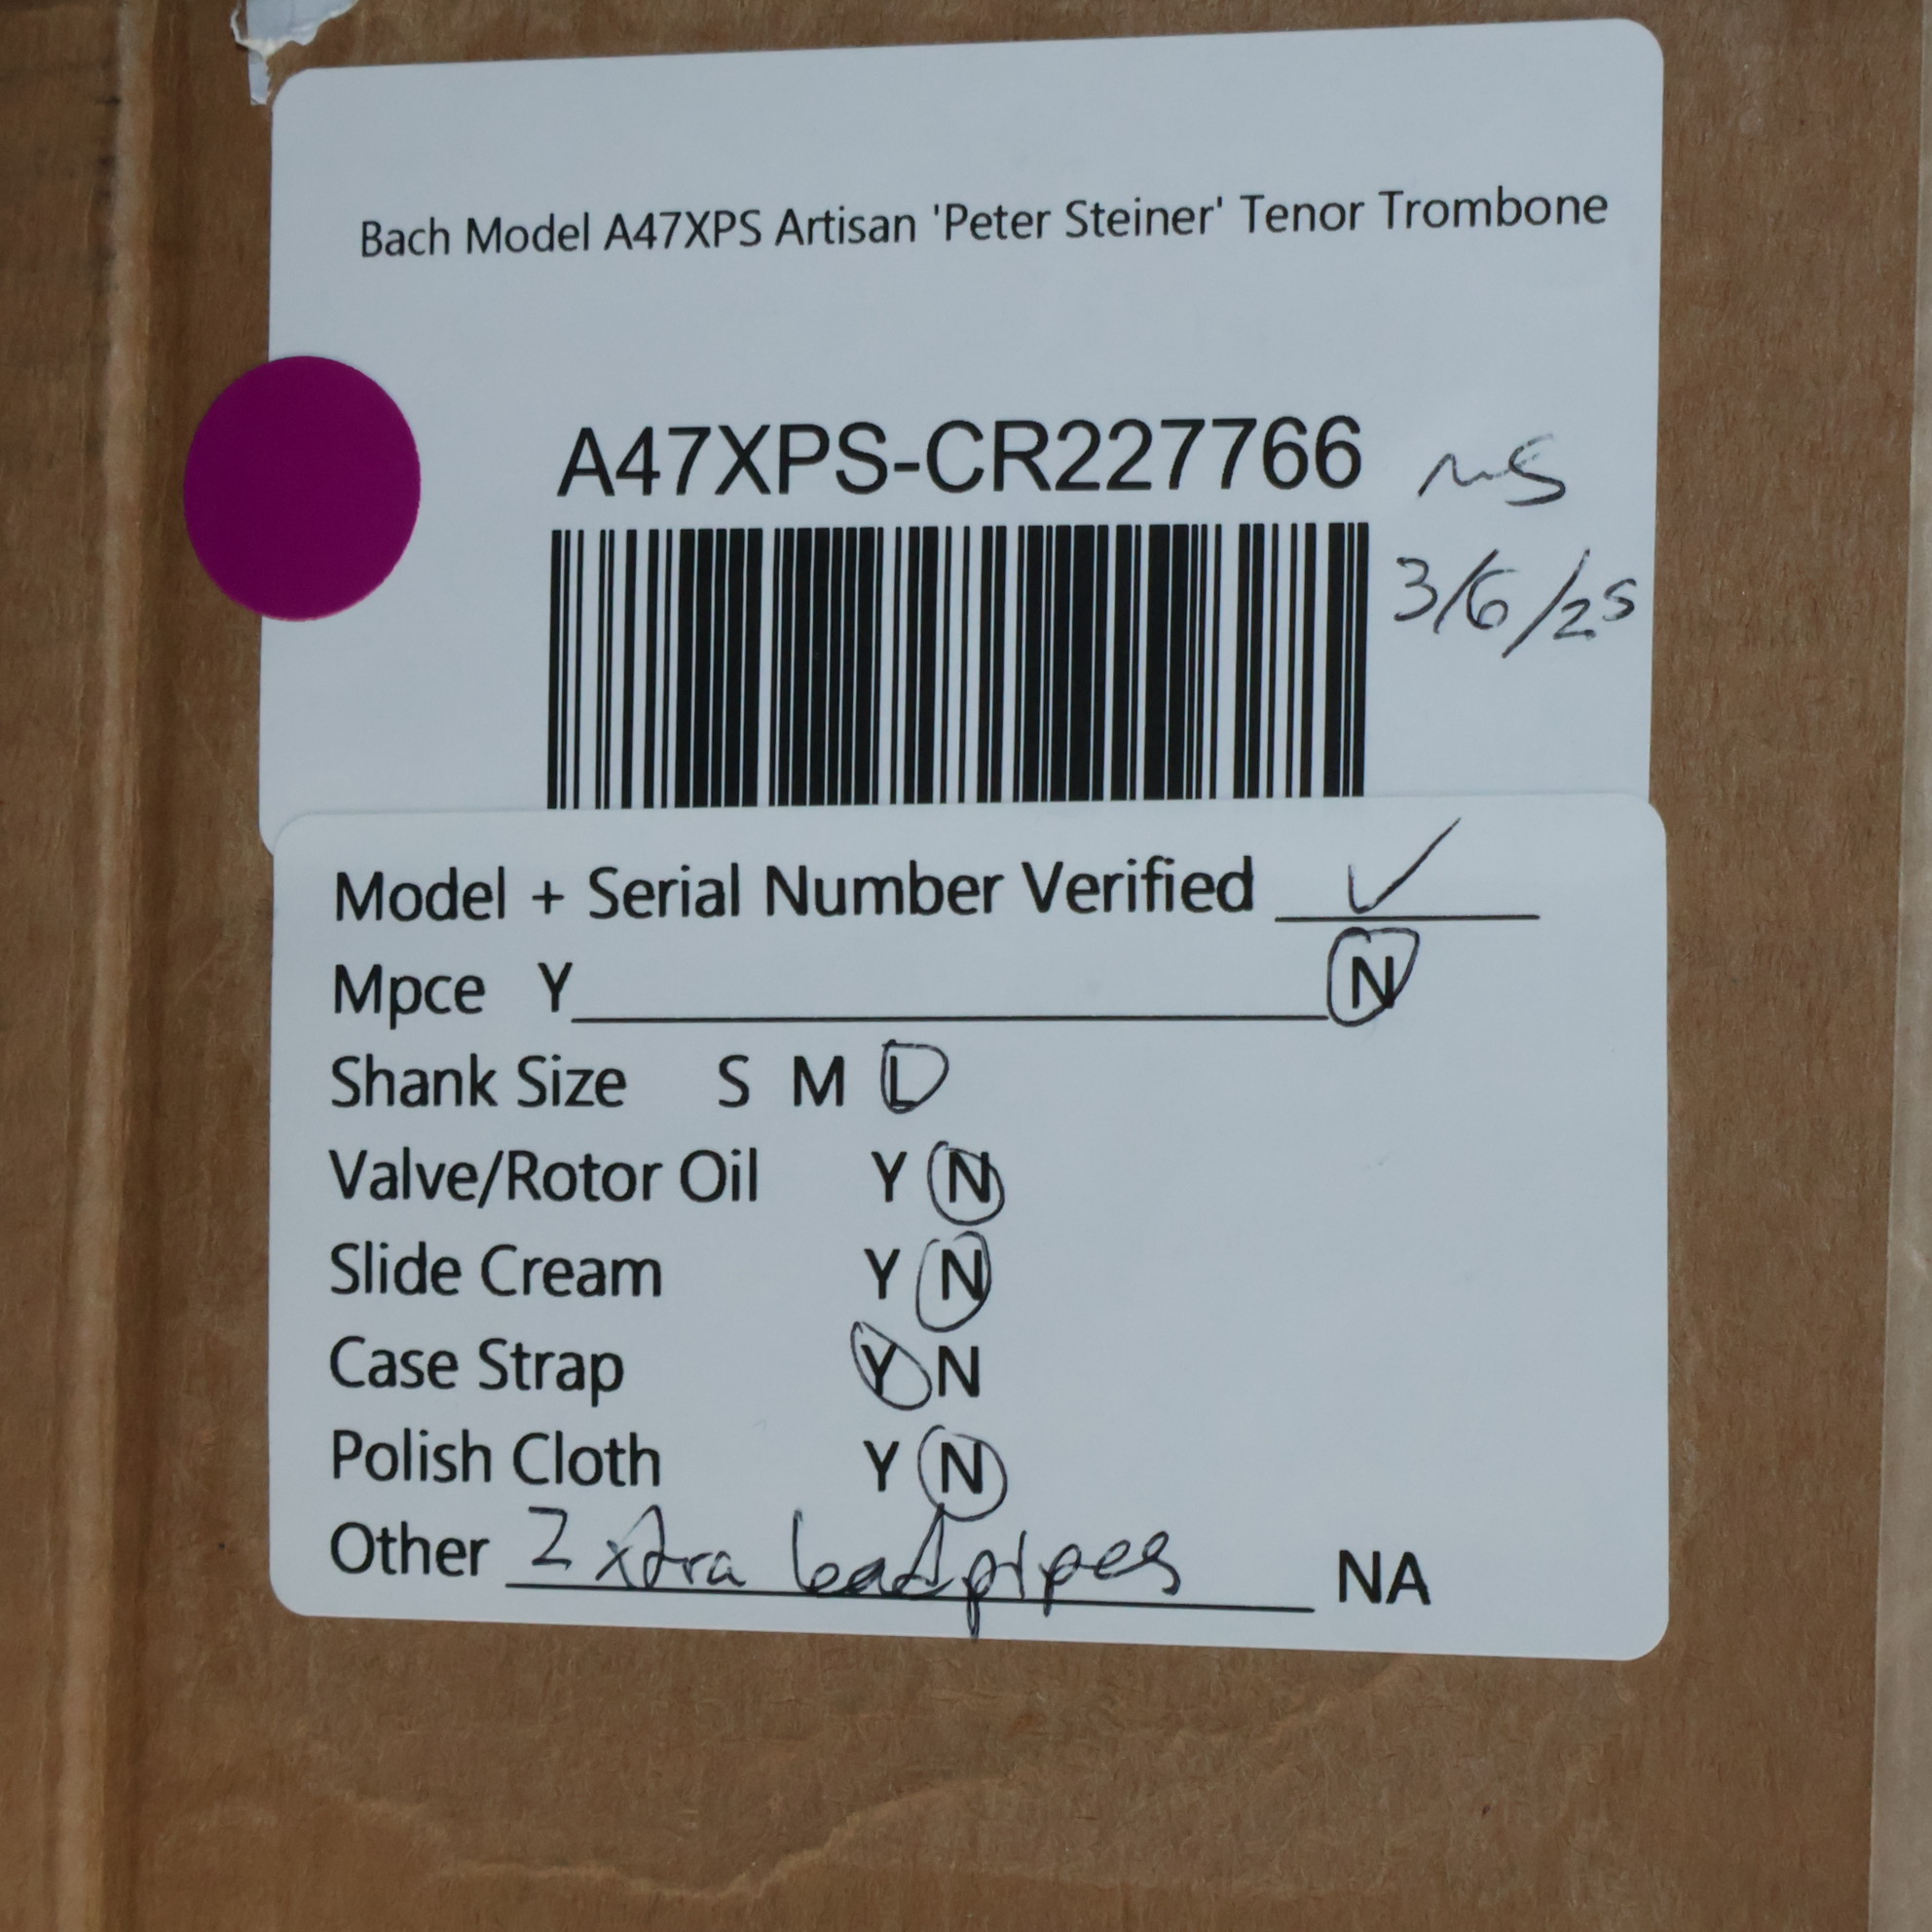 Bach Model A47XPS Artisan 'Peter Steiner' Tenor Trombone
A47XPS-CR227766 MS
3/6/25
Model + Serial Number Verified ✓
Mpce Y N
Shank Size S M L
Valve/Rotor Oil Y N
Slide Cream Y N
Case Strap Y N
Polish Cloth Y N
Other 2 xtra leadpipes NA